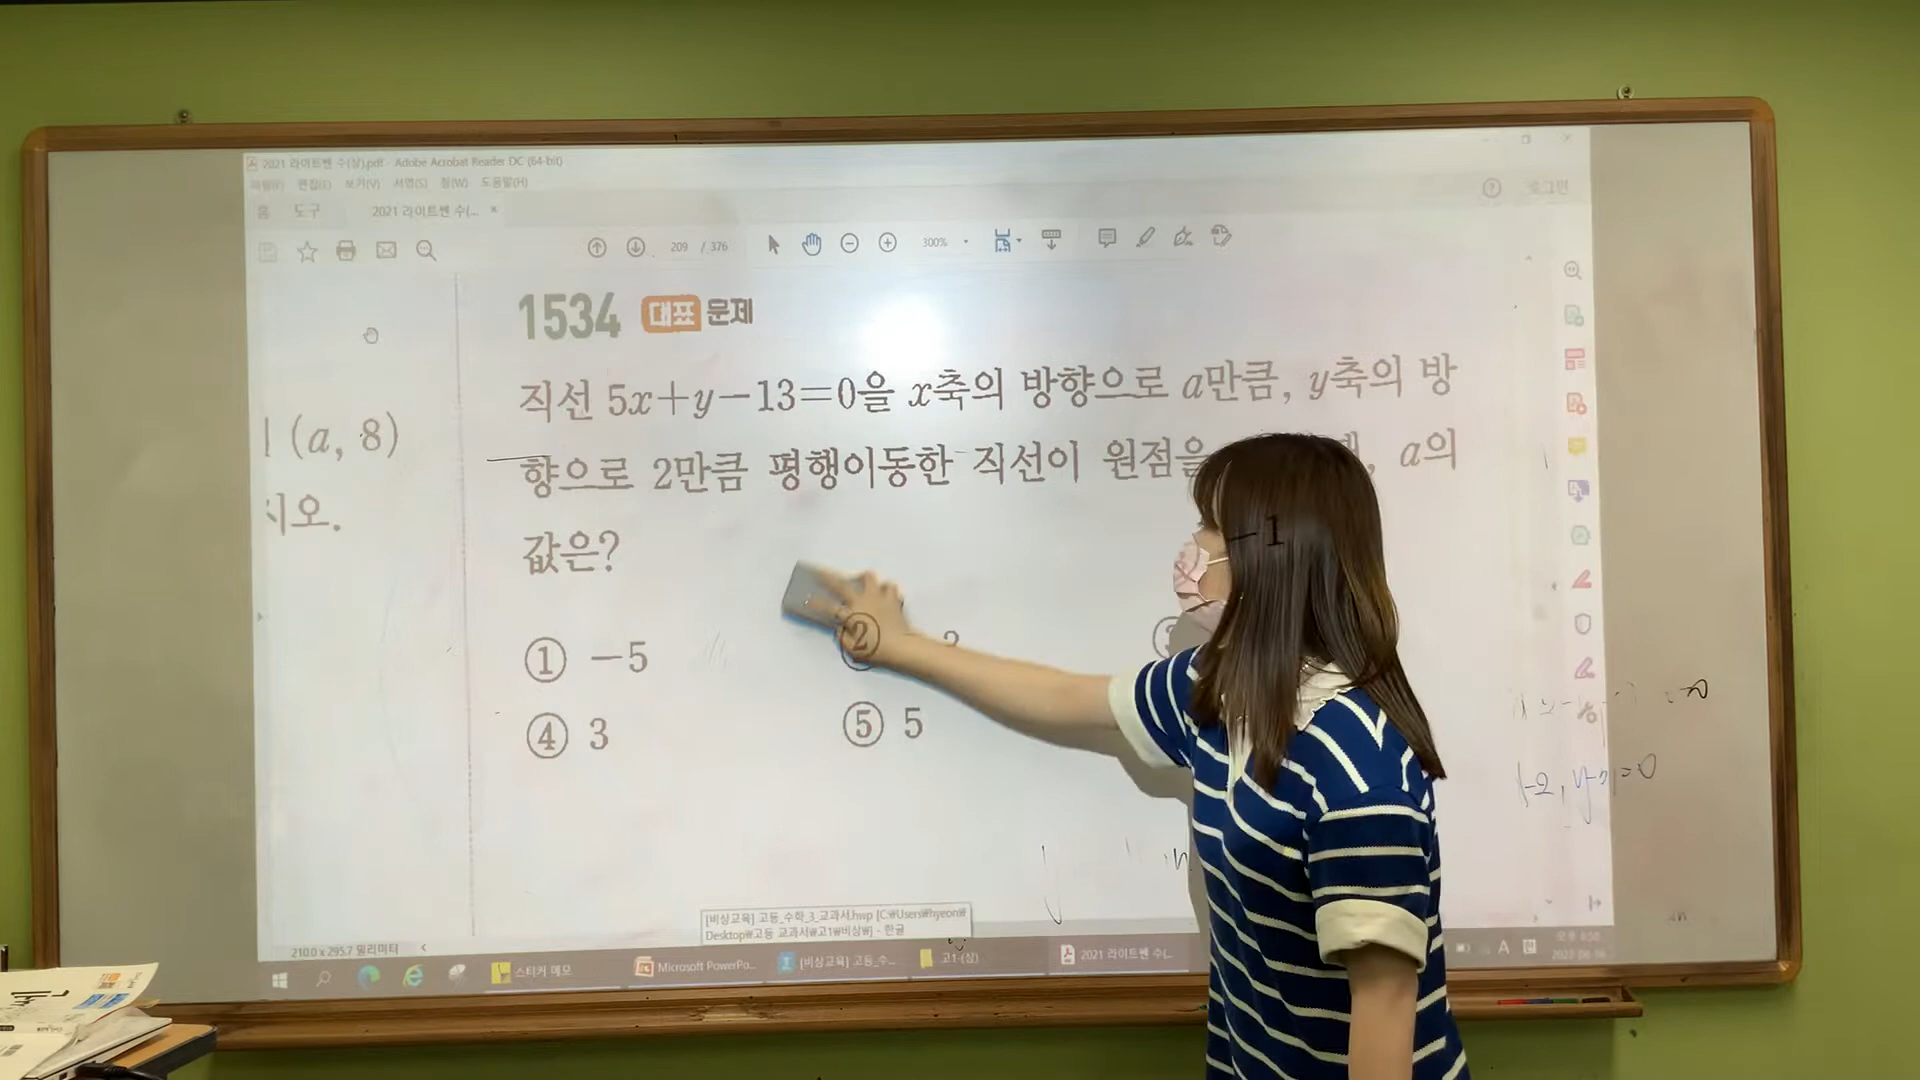 2021 라이트쎈 수(상).pdf - Adobe Acrobat Reader DC (64-bit)
파일(F) 편집(E) 보기(V) 서명(S) 창(W) 도움말(H)
홈 도구 2021 라이트쎈 수(... ×
로그인
209 / 376 300%
1534 대표 문제
직선 5x+y-13=0을 x축의 방향으로 a만큼, y축의 방
향으로 2만큼 평행이동한 직선이 원점을 a의
값은?
(a, 8)
시오.
① -5
②
-1
④ 3
⑤ 5
[비상교육] 고등_수학_3_교과서.hwp [C:₩Users₩hyeon₩
Desktop₩고등 교과서₩고1₩비상₩] - 한글
210.0 x 295.7 밀리미터
스티커 메모 Microsoft PowerPo... [비상교육] 고등_수... 고1 (상) 2021 라이트쎈 수(...
A